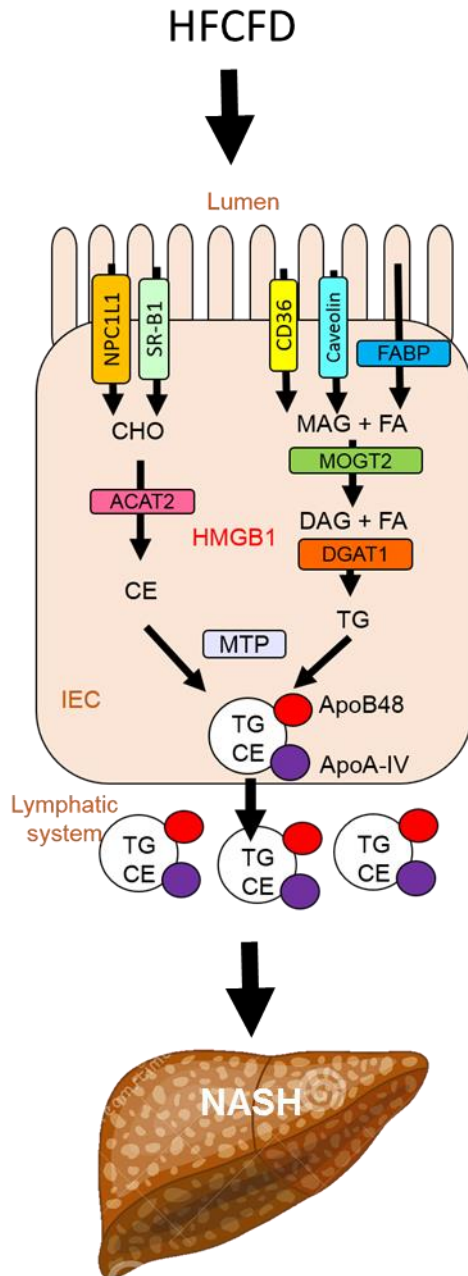 HFCFD
Lumen
NPC1L1
SR-B1
CD36
Caveolin
FABP
CHO
MAG + FA
MOGT2
ACAT2
DAG + FA
HMGB1
DGAT1
CE
TG
MTP
IEC
TG
CE
ApoB48
ApoA-IV
Lymphatic
system
TG
CE
TG
CE
TG
CE
NASH